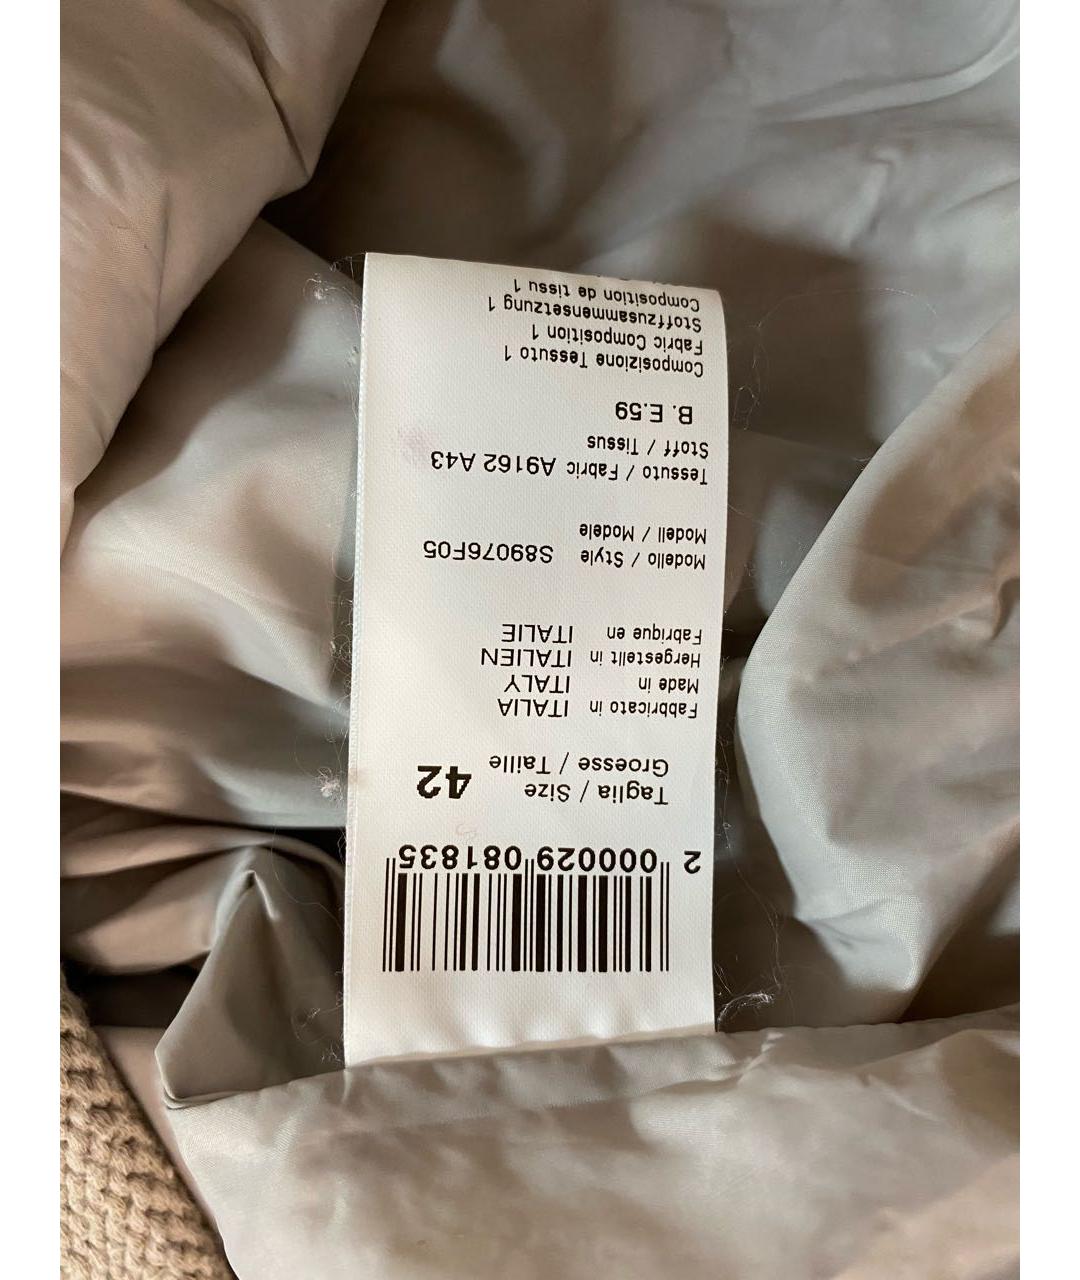 2 000029 081835
Taglia / Size 42
Groesse / Taille
Fabbricato in ITALIA
Made in ITALY
Hergestellt in ITALIEN
Fabrique en ITALIE
Modello / Style S89076F05
Modell / Modele
Tessuto / Fabric A9162 A43
Stoff / Tissus
B. E.59
Composizione Tessuto 1
Fabric Composition 1
Stoffzusammensetzung 1
Composition de tissu 1